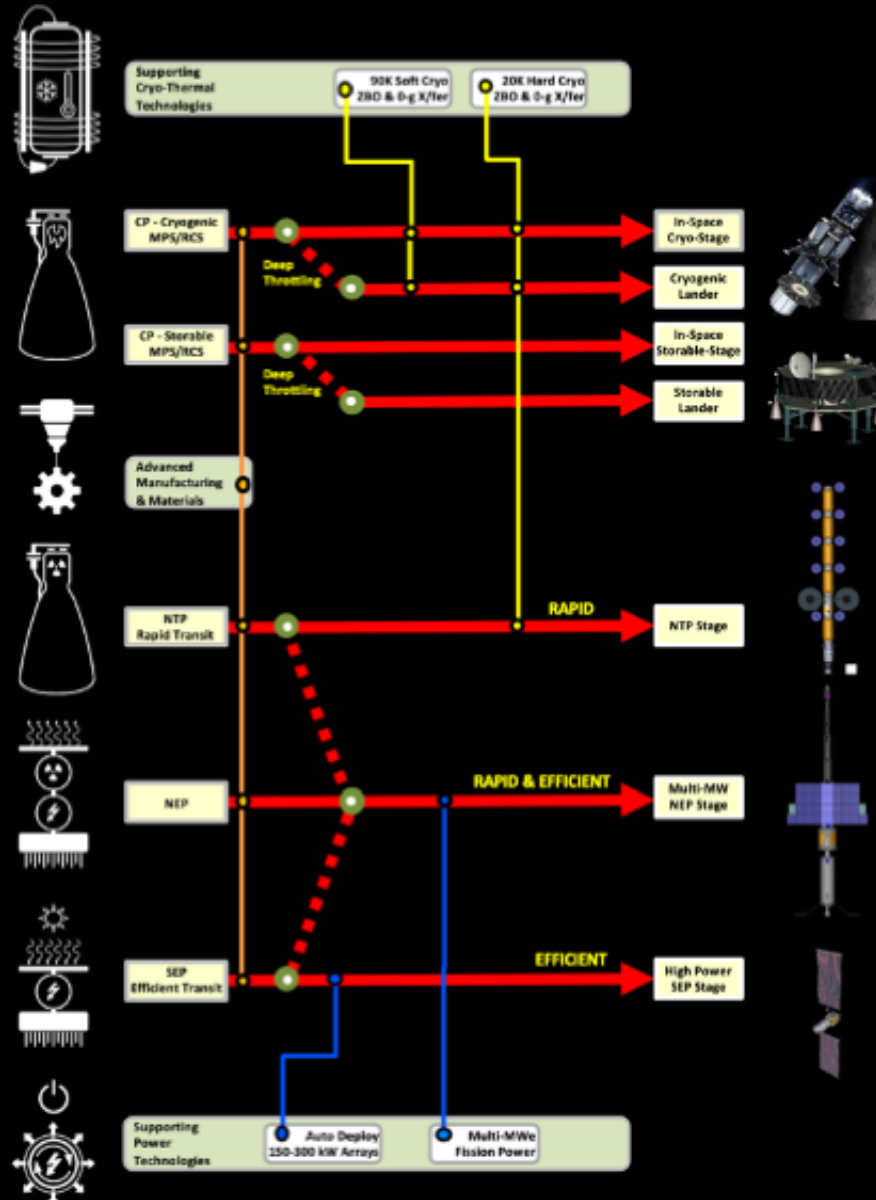 Supporting
Cryo-Thermal
Technologies
90K Soft Cryo
ZBO & 0-g X/fer
20K Hard Cryo
ZBO & 0-g X/fer
CP - Cryogenic
MPS/RCS
In-Space
Cryo-Stage
Deep
Throttling
Cryogenic
Lander
CP - Storable
MPS/RCS
In-Space
Storable-Stage
Deep
Throttling
Storable
Lander
Advanced
Manufacturing
& Materials
NTP
Rapid Transit
RAPID
NTP Stage
NEP
RAPID & EFFICIENT
Multi-MW
NEP Stage
SEP
Efficient Transit
EFFICIENT
High Power
SEP Stage
Supporting
Power
Technologies
Auto Deploy
150-300 kW Arrays
Multi-MWe
Fission Power